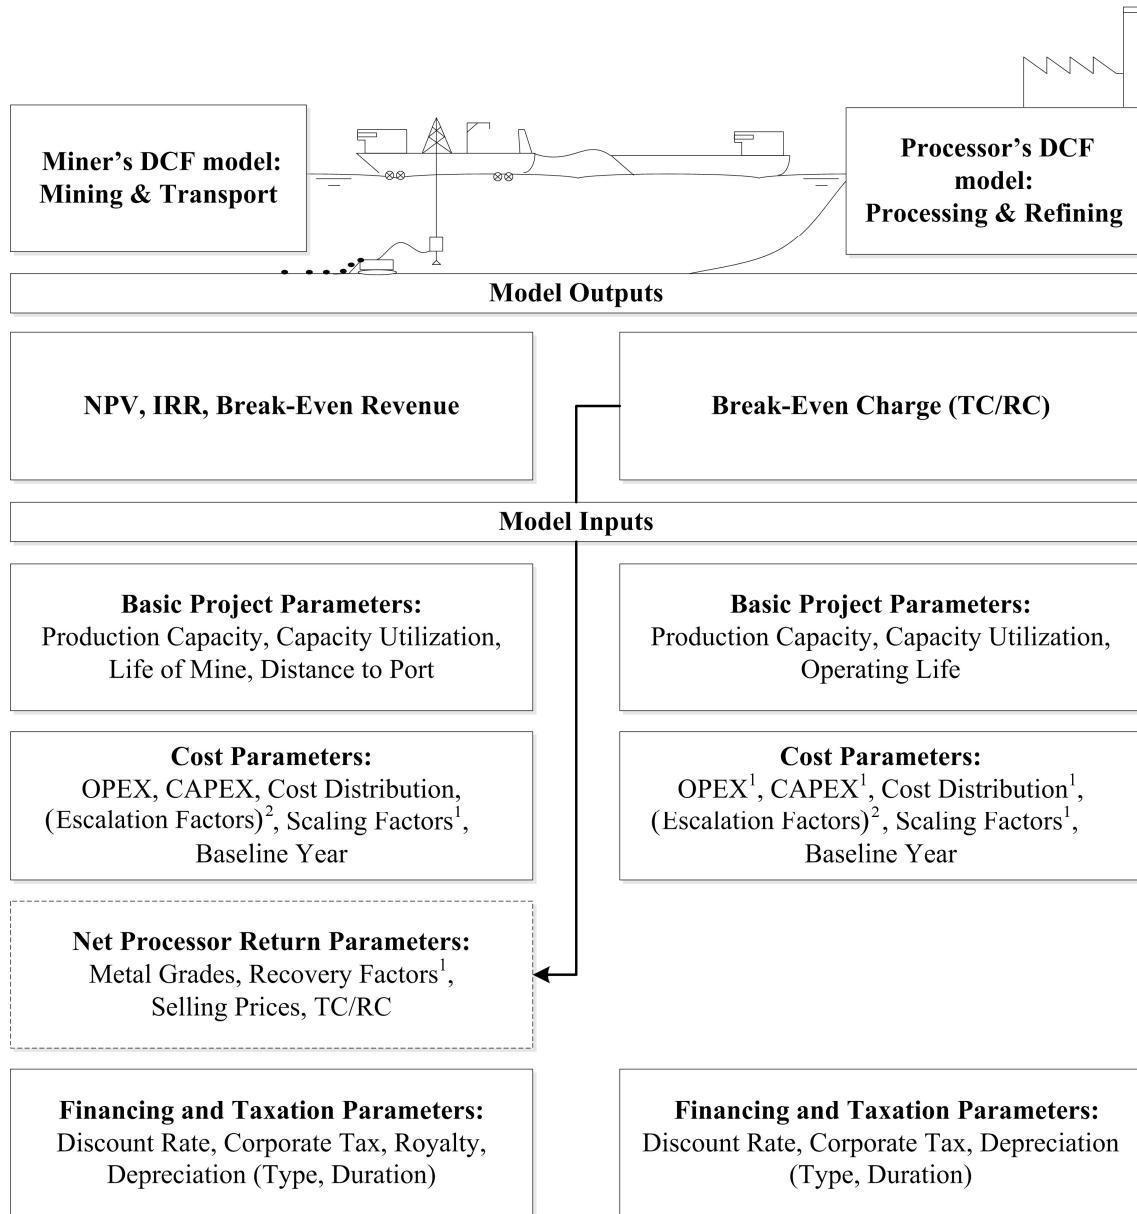 Miner’s DCF model:
Mining & Transport
Processor’s DCF
model:
Processing & Refining
Model Outputs
NPV, IRR, Break-Even Revenue
Break-Even Charge (TC/RC)
Model Inputs
Basic Project Parameters:
Production Capacity, Capacity Utilization,
Life of Mine, Distance to Port
Basic Project Parameters:
Production Capacity, Capacity Utilization,
Operating Life
Cost Parameters:
OPEX, CAPEX, Cost Distribution,
(Escalation Factors)², Scaling Factors¹,
Baseline Year
Cost Parameters:
OPEX¹, CAPEX¹, Cost Distribution¹,
(Escalation Factors)², Scaling Factors¹,
Baseline Year
Net Processor Return Parameters:
Metal Grades, Recovery Factors¹,
Selling Prices, TC/RC
Financing and Taxation Parameters:
Discount Rate, Corporate Tax, Royalty,
Depreciation (Type, Duration)
Financing and Taxation Parameters:
Discount Rate, Corporate Tax, Depreciation
(Type, Duration)